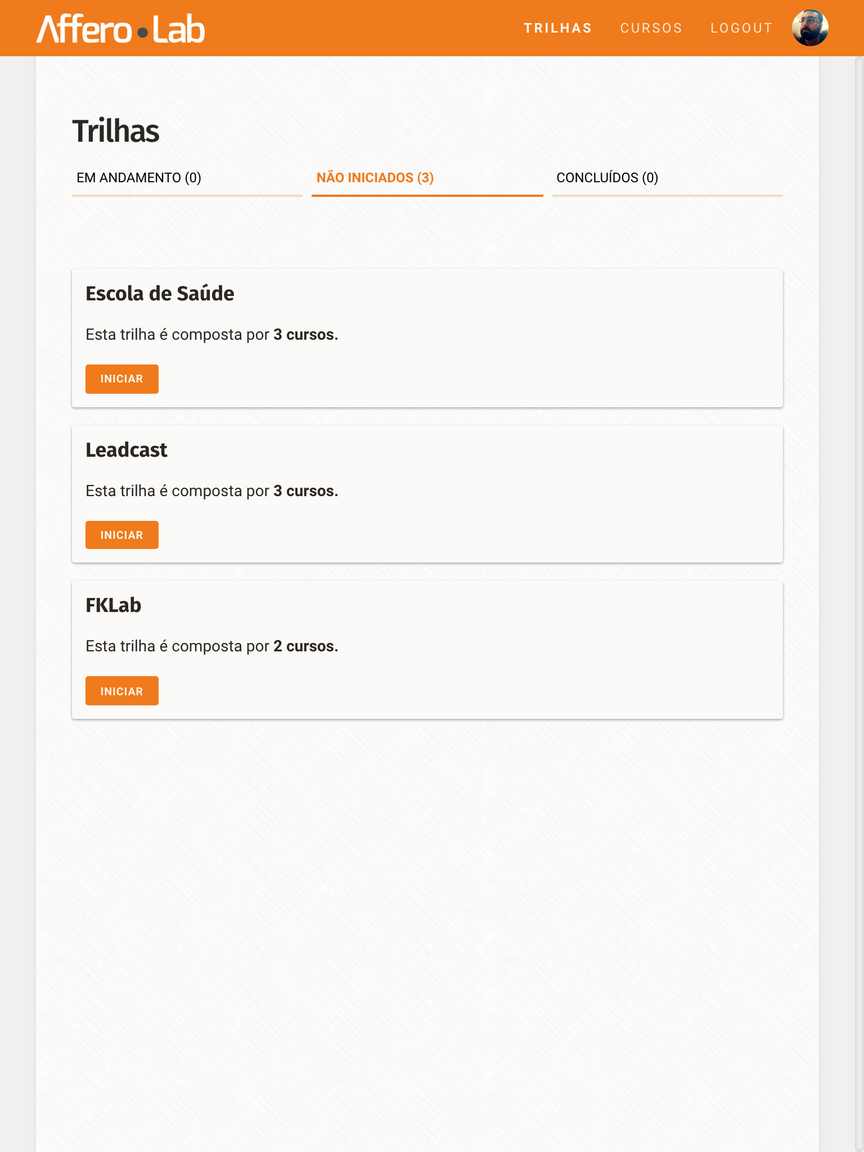 Affero•Lab
TRILHAS CURSOS LOGOUT
Trilhas
EM ANDAMENTO (0) NÃO INICIADOS (3) CONCLUÍDOS (0)
Escola de Saúde
Esta trilha é composta por 3 cursos.
INICIAR
Leadcast
Esta trilha é composta por 3 cursos.
INICIAR
FKLab
Esta trilha é composta por 2 cursos.
INICIAR